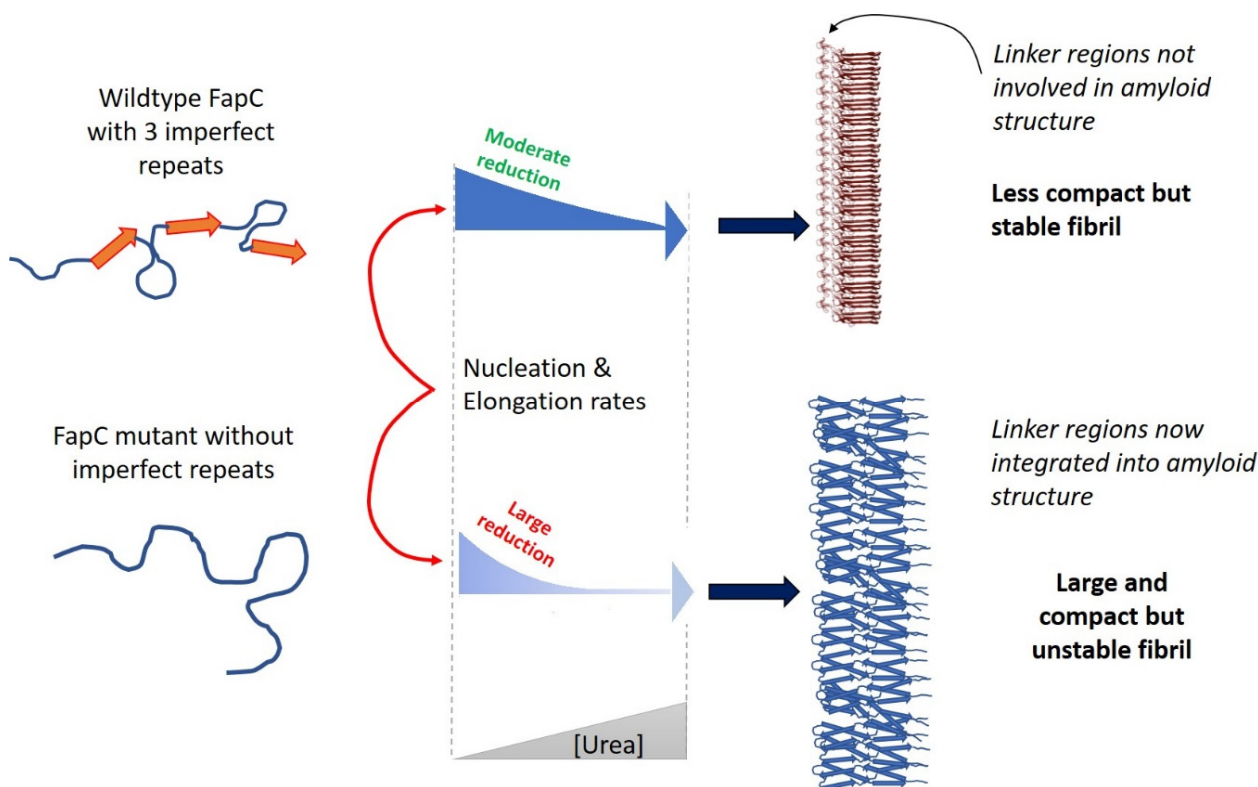 Wildtype FapC
with 3 imperfect
repeats
Moderate
reduction
Linker regions not
involved in amyloid
structure
Less compact but
stable fibril
Nucleation &
Elongation rates
FapC mutant without
imperfect repeats
Large
reduction
Linker regions now
integrated into amyloid
structure
Large and
compact but
unstable fibril
[Urea]